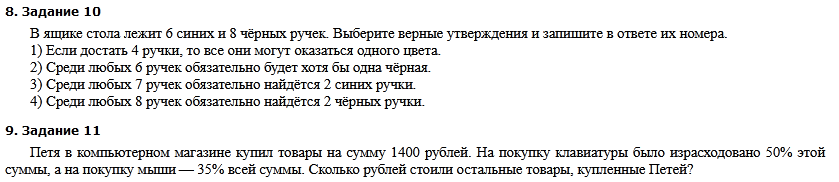 8. Задание 10
В ящике стола лежит 6 синих и 8 чёрных ручек. Выберите верные утверждения и запишите в ответе их номера.
1) Если достать 4 ручки, то все они могут оказаться одного цвета.
2) Среди любых 6 ручек обязательно будет хотя бы одна чёрная.
3) Среди любых 7 ручек обязательно найдётся 2 синих ручки.
4) Среди любых 8 ручек обязательно найдётся 2 чёрных ручки.
9. Задание 11
Петя в компьютерном магазине купил товары на сумму 1400 рублей. На покупку клавиатуры было израсходовано 50% этой
суммы, а на покупку мыши — 35% всей суммы. Сколько рублей стоили остальные товары, купленные Петей?